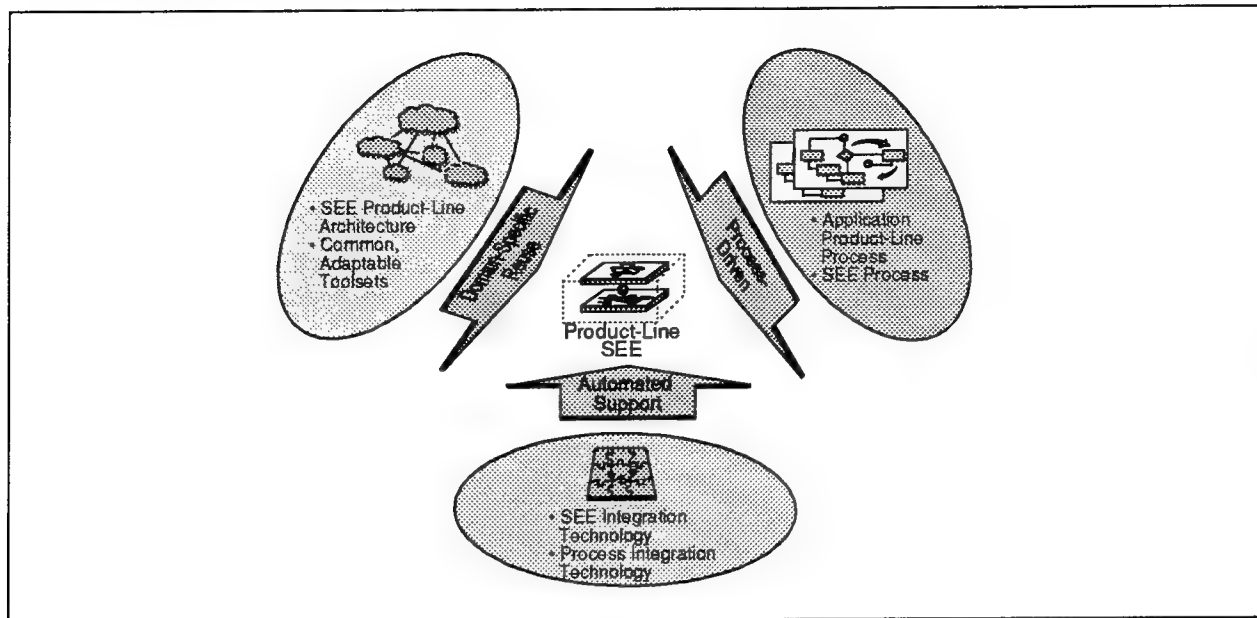 • SEE Product-Line
Architecture
• Common,
Adaptable
Toolsets
Domain-Specific
Reuse
Process-
Driven
• Application
Product-Line
Process
• SEE Process
Product-Line
SEE
Automated
Support
• SEE Integration
Technology
• Process Integration
Technology